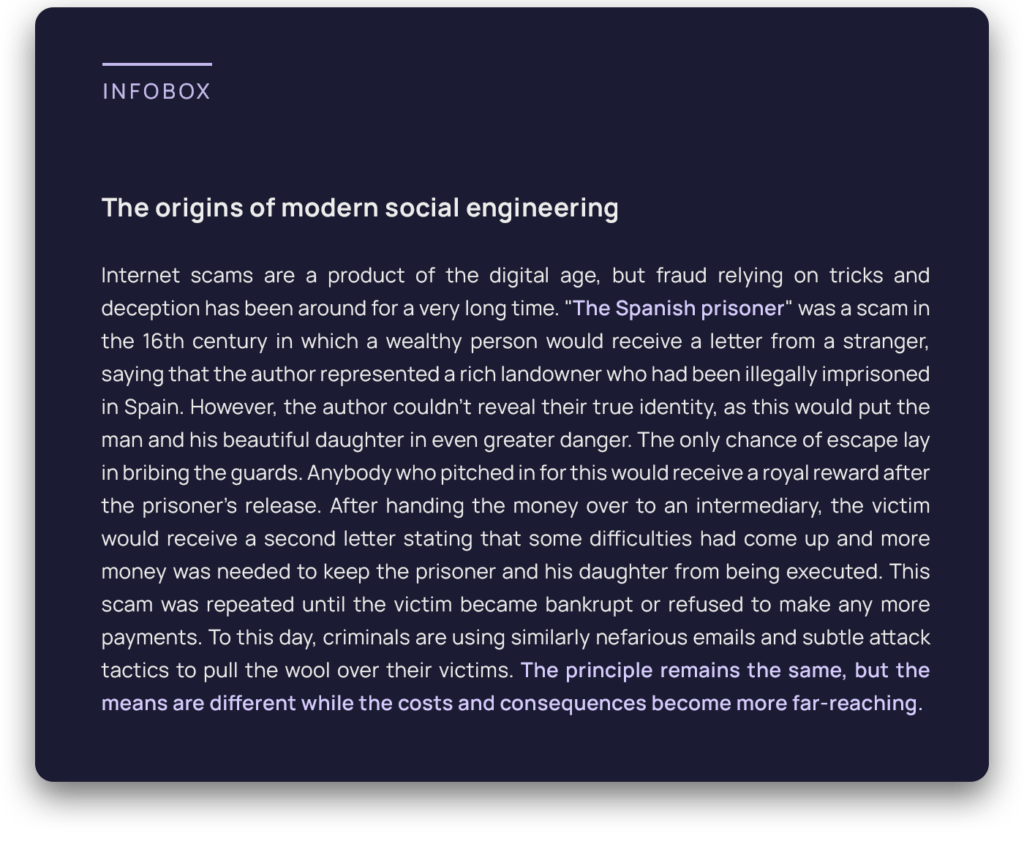 INFOBOX
The origins of modern social engineering
Internet scams are a product of the digital age, but fraud relying on tricks and
deception has been around for a very long time. "The Spanish prisoner" was a scam in
the 16th century in which a wealthy person would receive a letter from a stranger,
saying that the author represented a rich landowner who had been illegally imprisoned
in Spain. However, the author couldn't reveal their true identity, as this would put the
man and his beautiful daughter in even greater danger. The only chance of escape lay
in bribing the guards. Anybody who pitched in for this would receive a royal reward after
the prisoner's release. After handing the money over to an intermediary, the victim
would receive a second letter stating that some difficulties had come up and more
money was needed to keep the prisoner and his daughter from being executed. This
scam was repeated until the victim became bankrupt or refused to make any more
payments. To this day, criminals are using similarly nefarious emails and subtle attack
tactics to pull the wool over their victims. The principle remains the same, but the
means are different while the costs and consequences become more far-reaching.